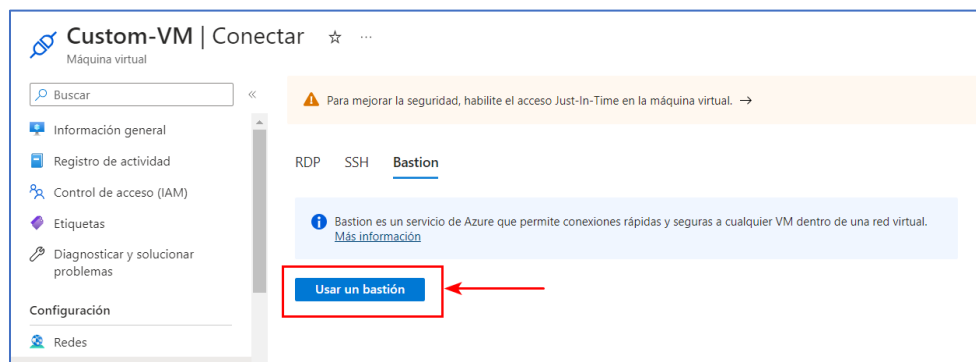 Custom-VM | Conectar ☆ ...
Máquina virtual
Buscar
«
Información general
Registro de actividad
Control de acceso (IAM)
Etiquetas
Diagnosticar y solucionar
problemas
Configuración
Redes
Para mejorar la seguridad, habilite el acceso Just-In-Time en la máquina virtual. →
RDP SSH Bastion
Bastion es un servicio de Azure que permite conexiones rápidas y seguras a cualquier VM dentro de una red virtual.
Más información
Usar un bastión